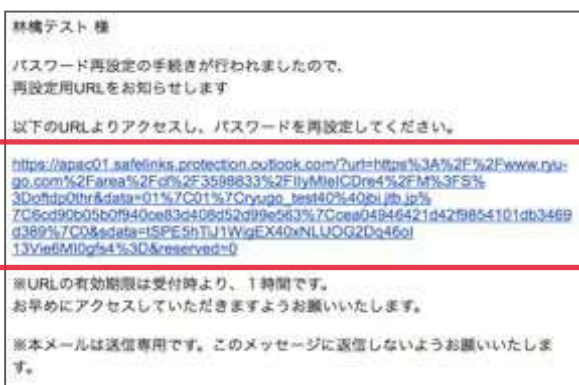 林檎テスト 様
パスワード再設定の手続きが行われましたので、
再設定用URLをお知らせします
以下のURLよりアクセスし、パスワードを再設定してください。
https://apac01.safelinks.protection.outlook.com/?url=https%3A%2F%2Fwww.ryu-
go.com%2Farea%2Fcf%2F3598833%2FIlyMleICDre4%2FM%3FS%
3Doftdp0thr&data=01%7C01%7Cryugo_test40%40jbi.jtb.jp%
7C6cd90b05b0f940ce83d408d52d99e563%7Ccea04946421d42f9854101db3469
d389%7C0&sdata=tSPE5hTiJ1WigEX40xNLUOG2Dq46oI
13Vie6MI0gfs4%3D&reserved=0
※URLの有効期限は受付時より、１時間です。
お早めにアクセスしていただきますようお願いいたします。
※本メールは送信専用です。このメッセージに返信しないようお願いいたしま
す。